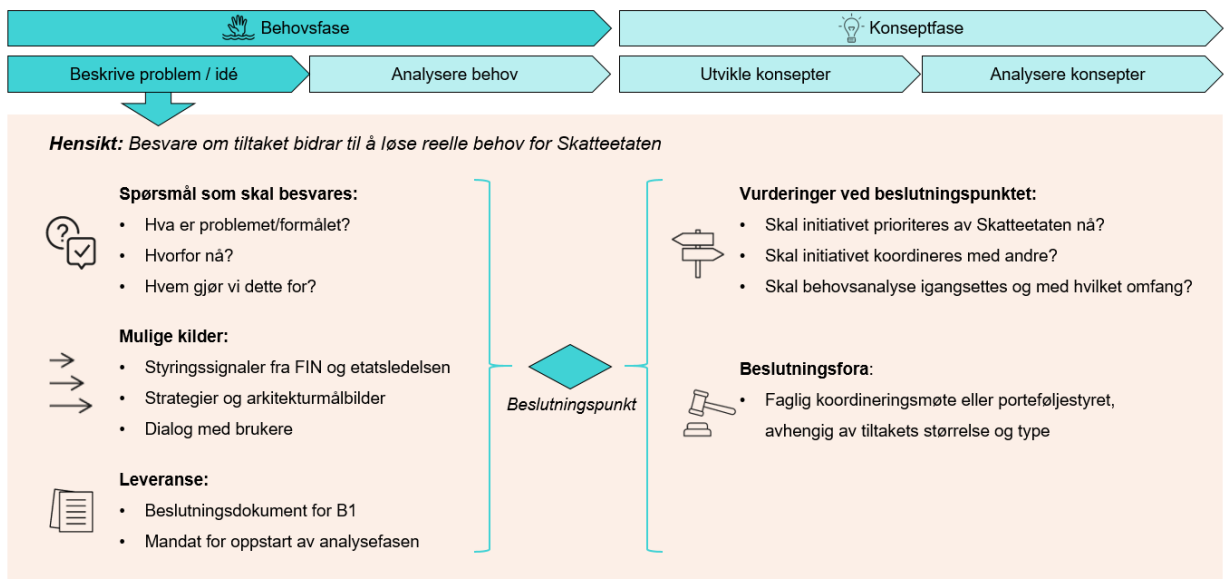 Behovsfase
Konseptfase
Beskrive problem / idé
Analysere behov
Utvikle konsepter
Analysere konsepter
Hensikt: Besvare om tiltaket bidrar til å løse reelle behov for Skatteetaten
Spørsmål som skal besvares:
• Hva er problemet/formålet?
• Hvorfor nå?
• Hvem gjør vi dette for?
Mulige kilder:
• Styringssignaler fra FIN og etatsledelsen
• Strategier og arkitekturmålbilder
• Dialog med brukere
Leveranse:
• Beslutningsdokument for B1
• Mandat for oppstart av analysefasen
Beslutningspunkt
Vurderinger ved beslutningspunktet:
• Skal initiativet prioriteres av Skatteetaten nå?
• Skal initiativet koordineres med andre?
• Skal behovsanalyse igangsettes og med hvilket omfang?
Beslutningsfora:
• Faglig koordineringsmøte eller porteføljestyret,
avhengig av tiltakets størrelse og type